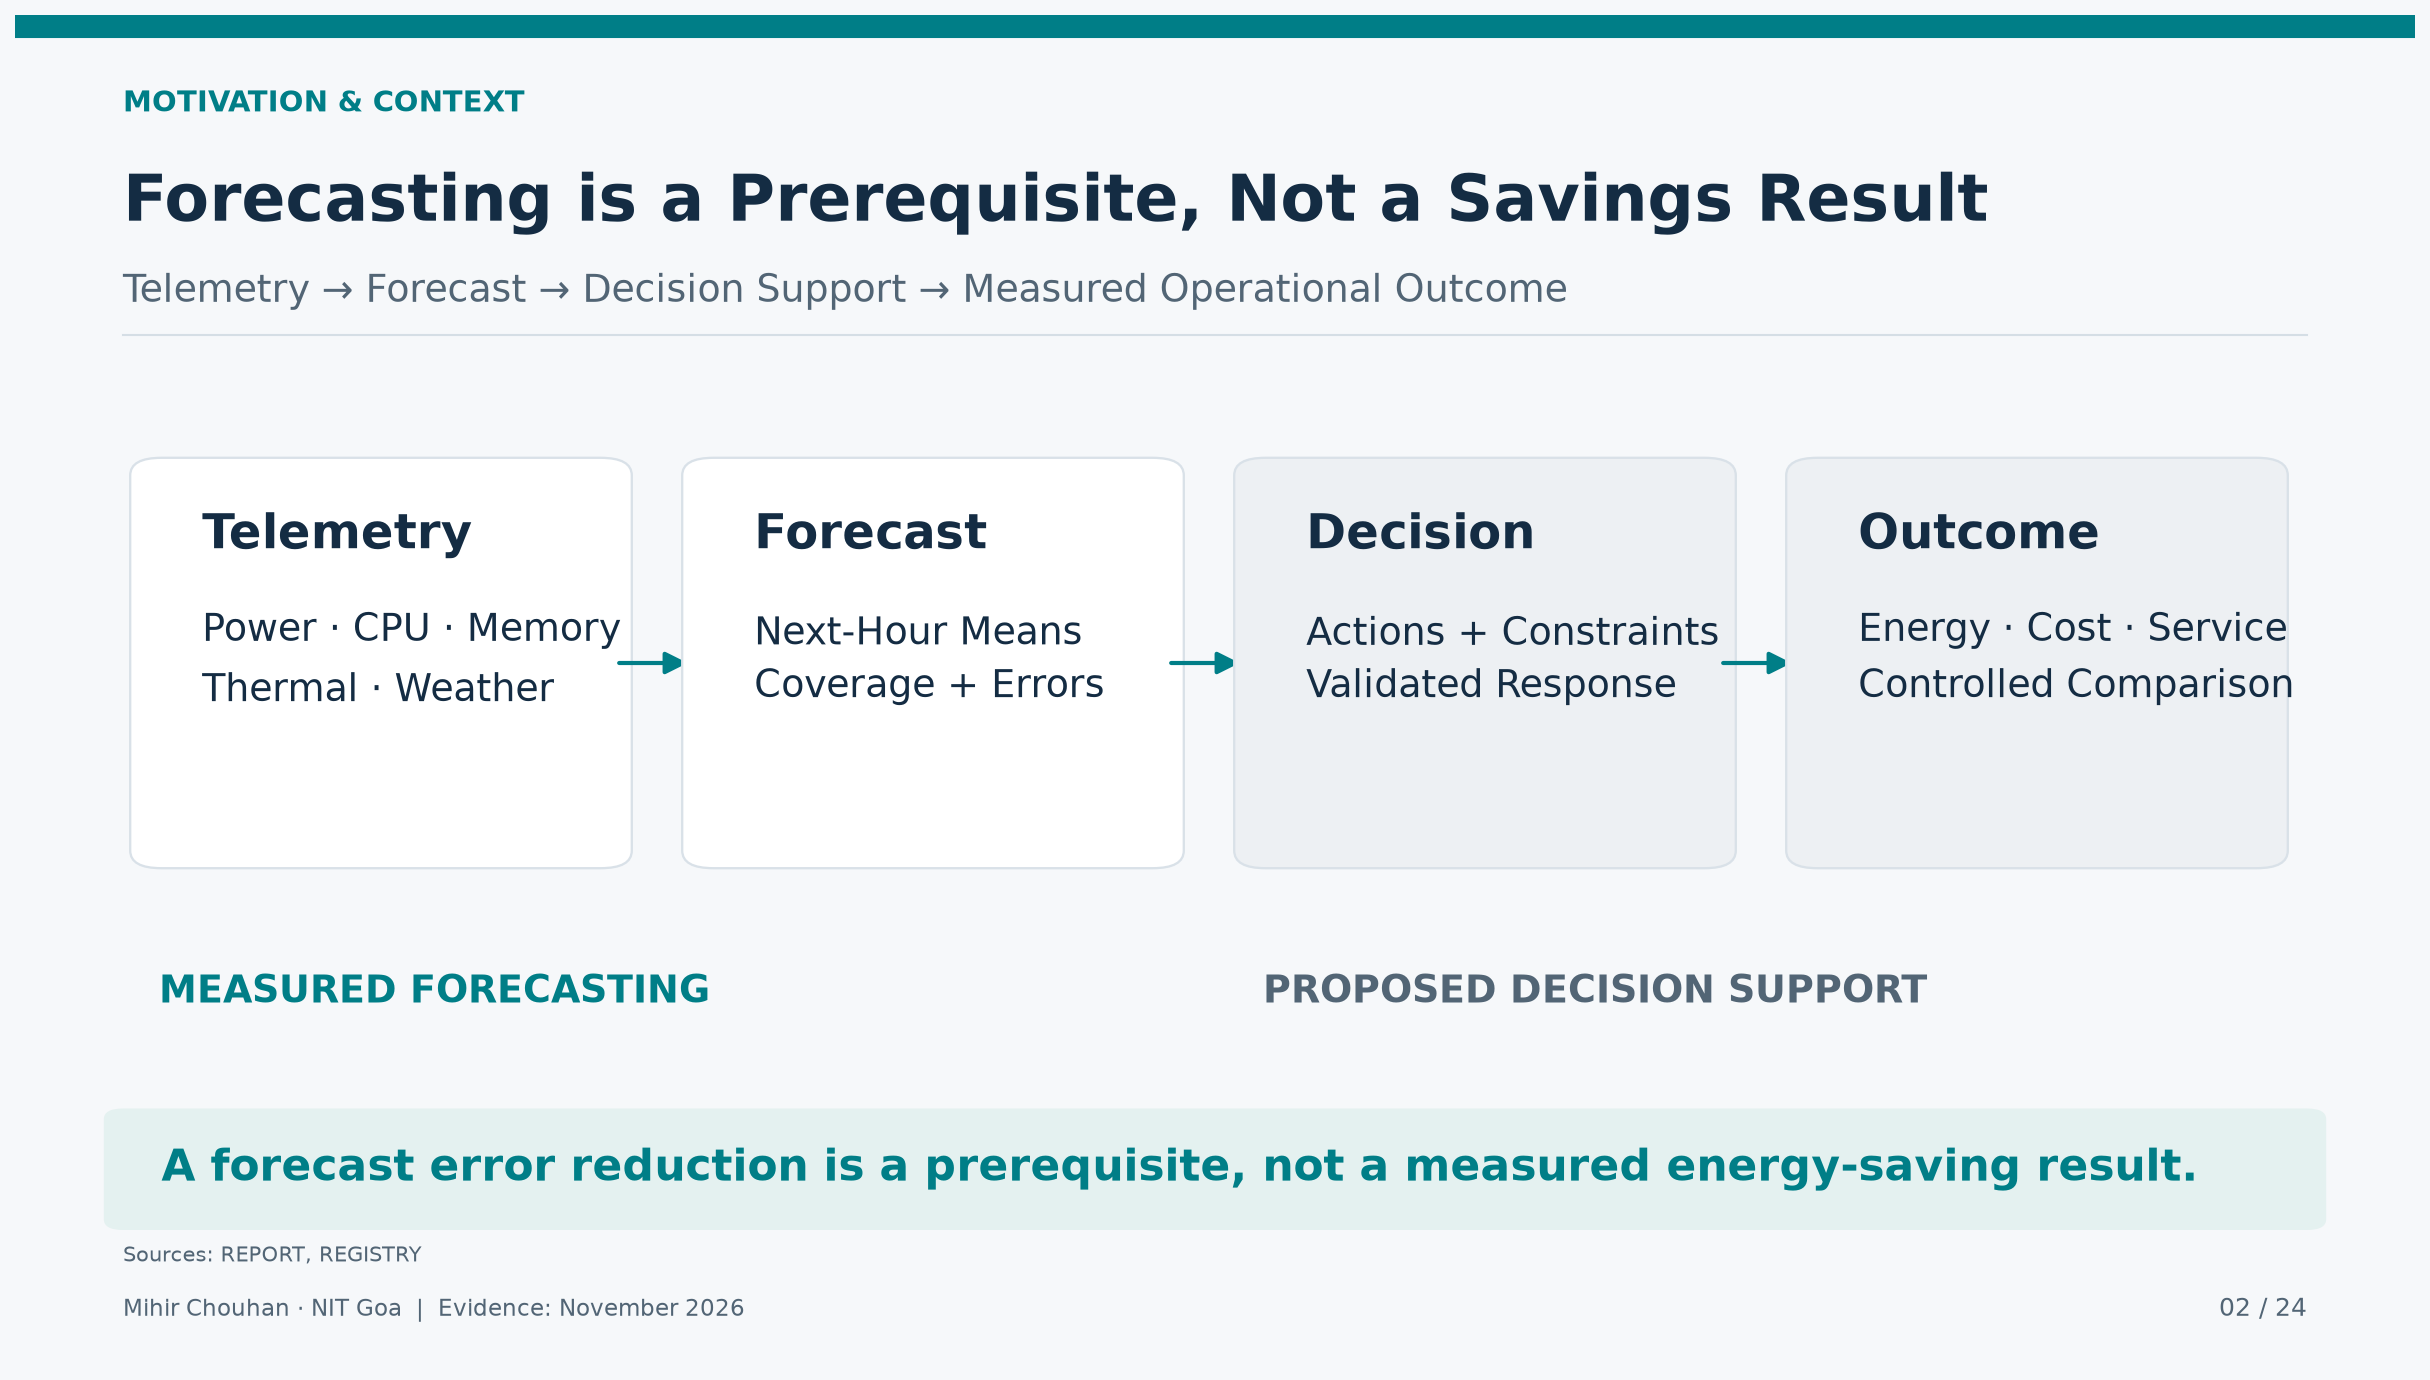 MOTIVATION & CONTEXT
Forecasting is a Prerequisite, Not a Savings Result
Telemetry → Forecast → Decision Support → Measured Operational Outcome
Telemetry
Power · CPU · Memory
Thermal · Weather
Forecast
Next-Hour Means
Coverage + Errors
Decision
Actions + Constraints
Validated Response
Outcome
Energy · Cost · Service
Controlled Comparison
MEASURED FORECASTING
PROPOSED DECISION SUPPORT
A forecast error reduction is a prerequisite, not a measured energy-saving result.
Sources: REPORT, REGISTRY
Mihir Chouhan · NIT Goa | Evidence: November 2026
02 / 24